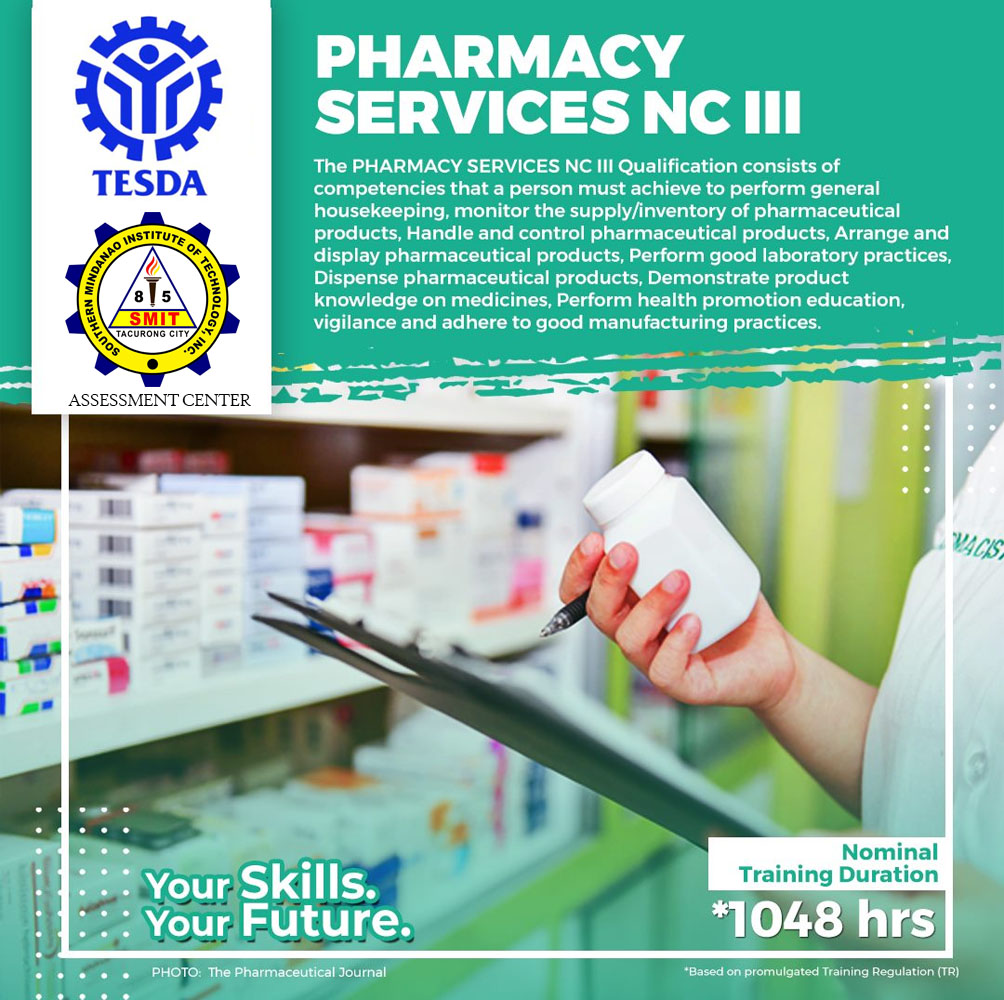 TESDA
SOUTHERN MINDANAO INSTITUTE OF TECHNOLOGY, INC.
8 5
SMIT
TACURONG CITY
ASSESSMENT CENTER
PHARMACY
SERVICES NC III
The PHARMACY SERVICES NC III Qualification consists of
competencies that a person must achieve to perform general
housekeeping, monitor the supply/inventory of pharmaceutical
products, Handle and control pharmaceutical products, Arrange and
display pharmaceutical products, Perform good laboratory practices,
Dispense pharmaceutical products, Demonstrate product
knowledge on medicines, Perform health promotion education,
vigilance and adhere to good manufacturing practices.
Your Skills.
Your Future.
Nominal
Training Duration
*1048 hrs
PHOTO: The Pharmaceutical Journal
*Based on promulgated Training Regulation (TR)